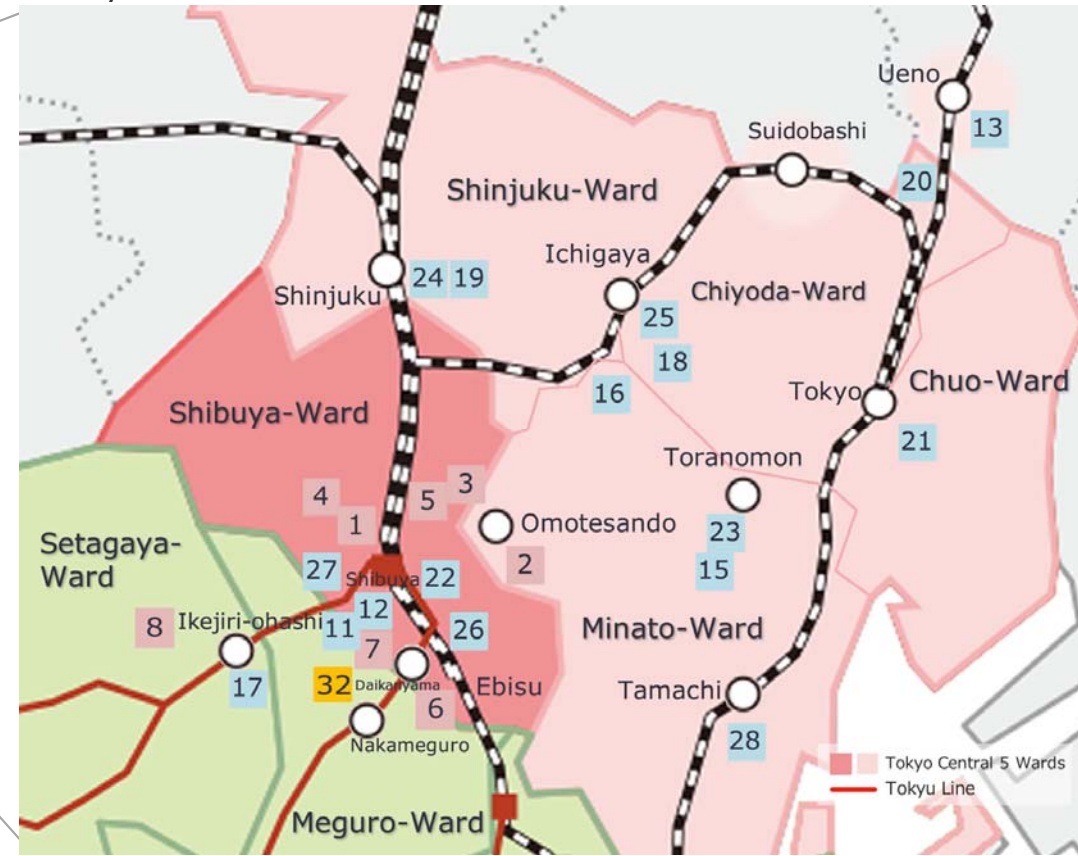 Ueno
13
Suidobashi
20
Shinjuku-Ward
Ichigaya
24 19
Shinjuku
Chiyoda-Ward
25
18
16
Tokyo
Chuo-Ward
Shibuya-Ward
21
Toranomon
4
5
3
1
Omotesando
23
2
15
Setagaya-
Ward
27
Shibuya
22
12
8
Ikejiri-ohashi
11
26
Minato-Ward
7
17
32
Daikanyama
Ebisu
Tamachi
6
Nakameguro
28
Tokyo Central 5 Wards
Tokyu Line
Meguro-Ward